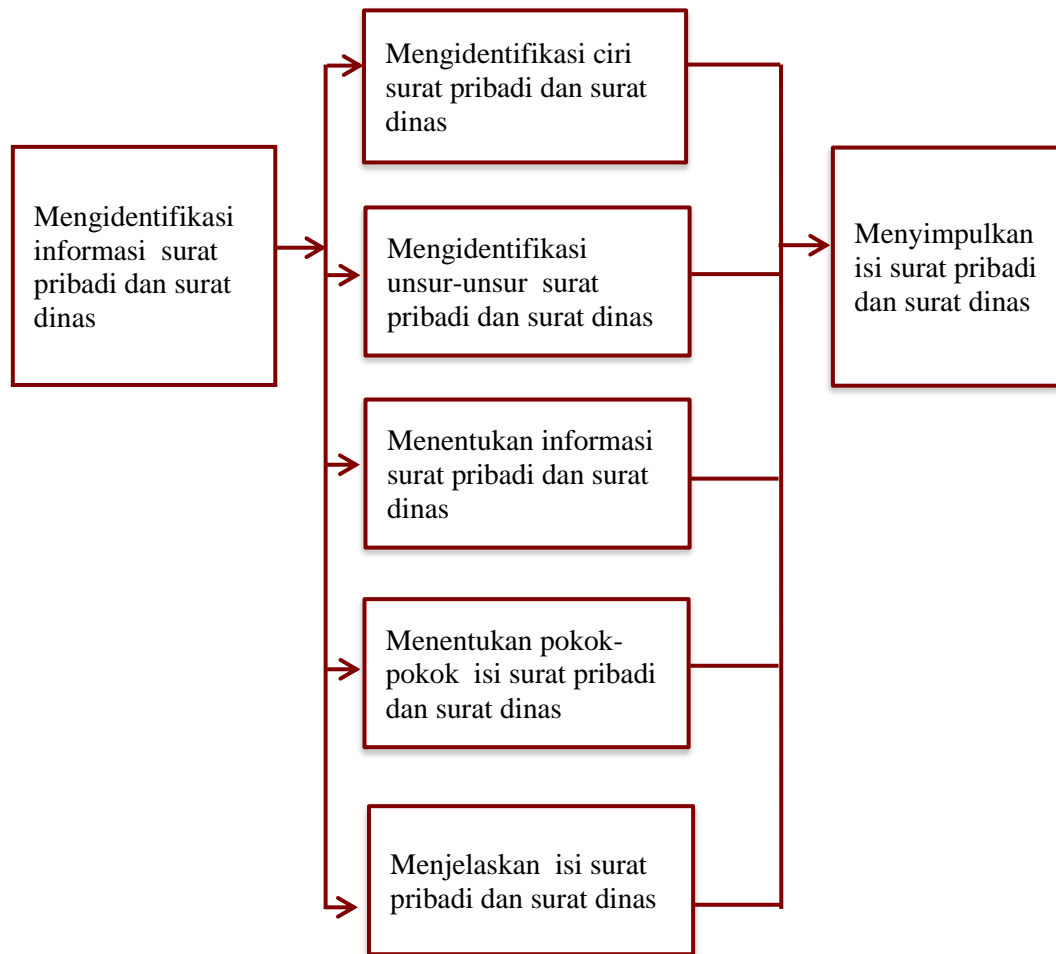 Mengidentifikasi
informasi surat
pribadi dan surat
dinas
Mengidentifikasi ciri
surat pribadi dan surat
dinas
Mengidentifikasi
unsur-unsur surat
pribadi dan surat dinas
Menentukan informasi
surat pribadi dan surat
dinas
Menentukan pokok-
pokok isi surat pribadi
dan surat dinas
Menjelaskan isi surat
pribadi dan surat dinas
Menyimpulkan
isi surat pribadi
dan surat dinas